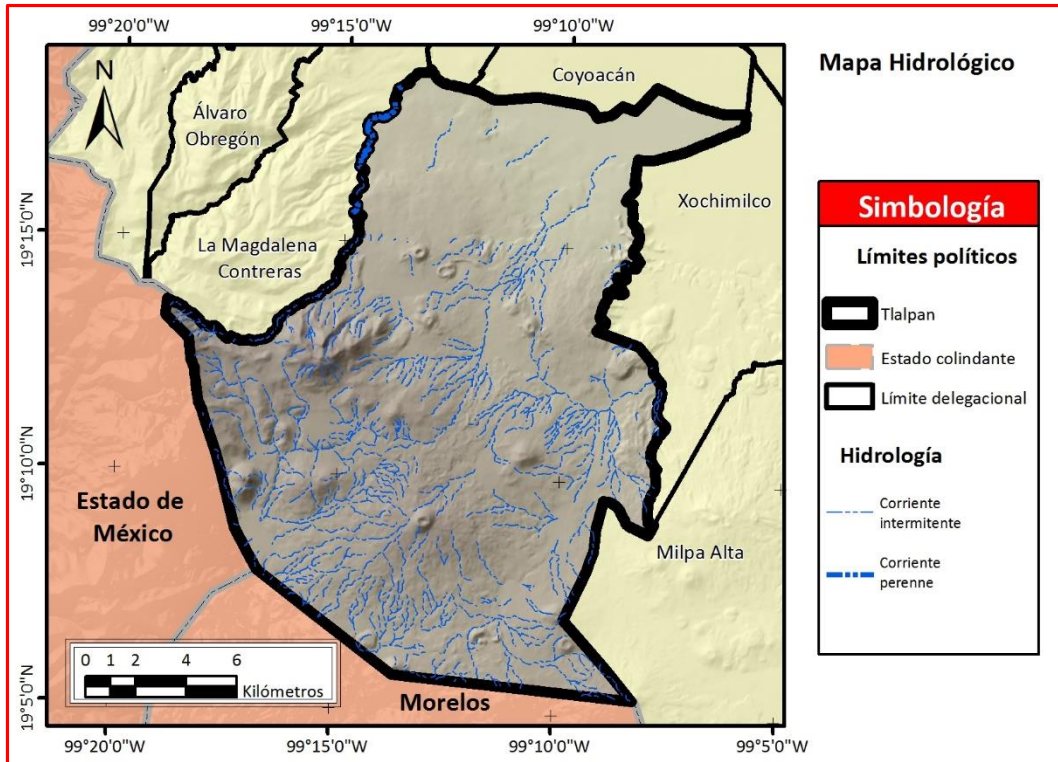 99°20'0"W
99°15'0"W
99°10'0"W
Mapa Hidrológico
N
Coyoacán
Álvaro
Obregón
Xochimilco
La Magdalena
Contreras
19°15'0"N
19°10'0"N
19°5'0"N
Estado de
México
Milpa Alta
0 1 2 4 6
Kilómetros
Morelos
99°20'0"W
99°15'0"W
99°10'0"W
99°5'0"W
Simbología
Límites políticos
Tlalpan
Estado colindante
Límite delegacional
Hidrología
Corriente
intermitente
Corriente
perenne